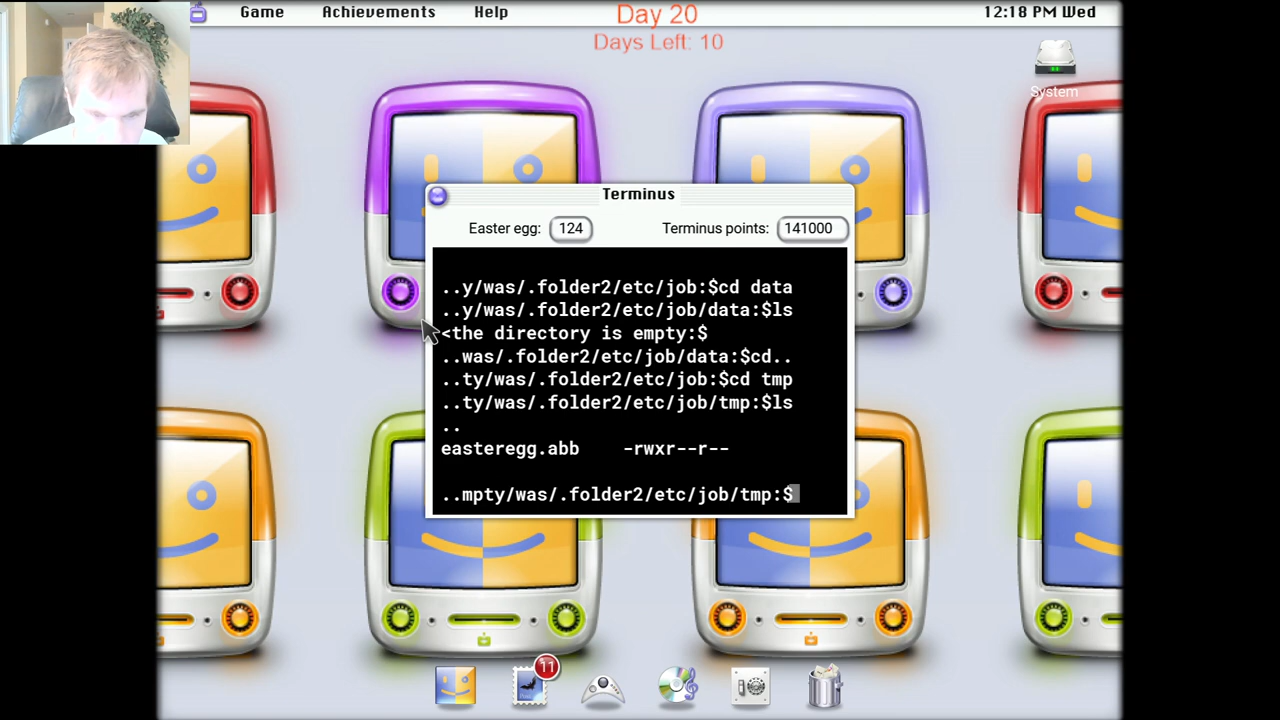 Game Achievements Help
Day 20
Days Left: 10
12:18 PM Wed
System
Terminus
Easter egg: 124 Terminus points: 141000
..y/was/.folder2/etc/job:$cd data
..y/was/.folder2/etc/job/data:$ls
<the directory is empty:$
..was/.folder2/etc/job/data:$cd..
..ty/was/.folder2/etc/job:$cd tmp
..ty/was/.folder2/etc/job/tmp:$ls
..
easteregg.abb -rwxr--r--
..mpty/was/.folder2/etc/job/tmp:$
11